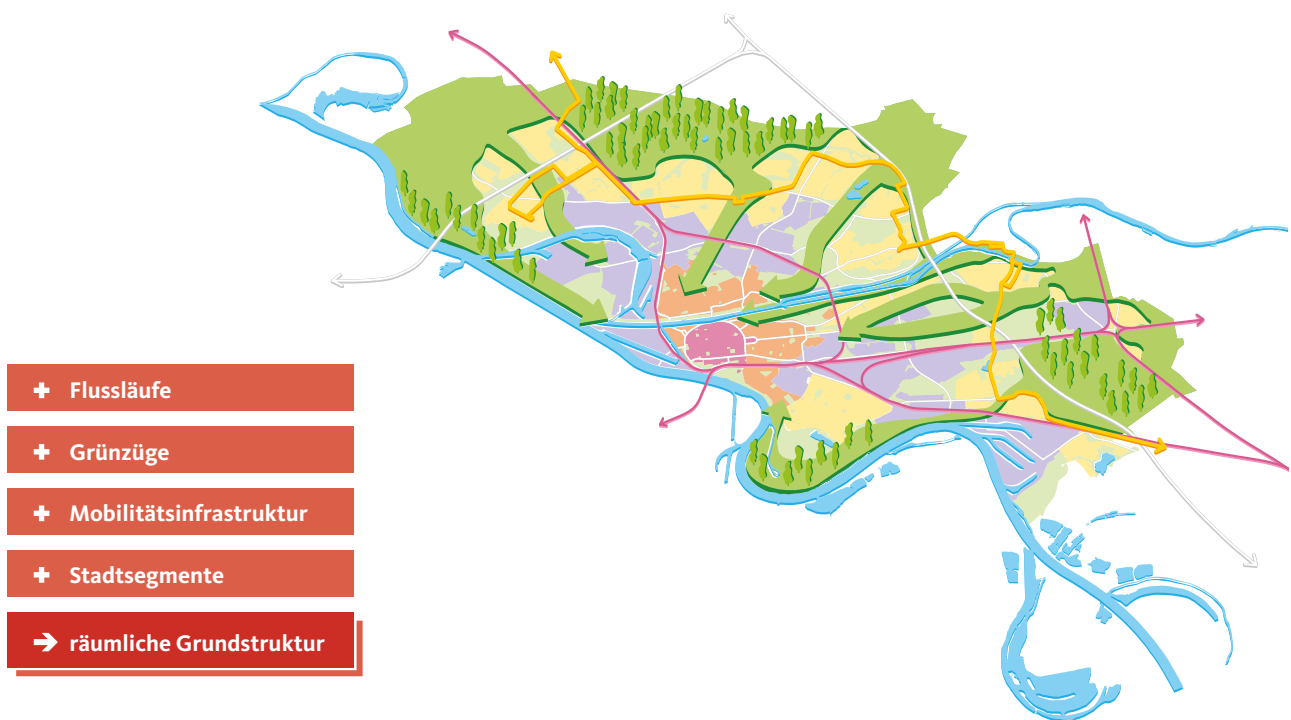 + Flussläufe
+ Grünzüge
+ Mobilitätsinfrastruktur
+ Stadtsegmente
→ räumliche Grundstruktur